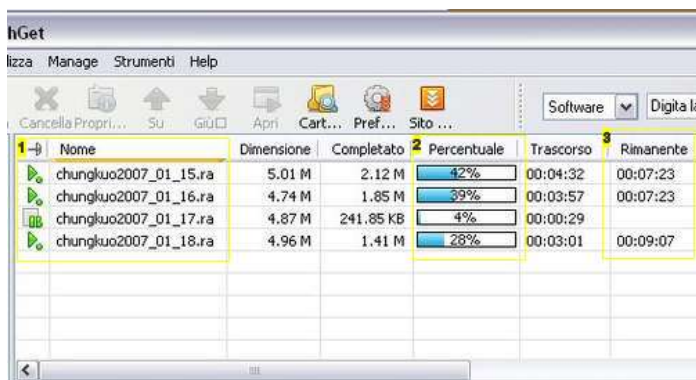 hGet
lizza Manage Strumenti Help
Cancella Propri... Su Giù□ Apri Cart... Pref... Sito ... Software Digita la
1 Nome Dimensione Completato 2 Percentuale Trascorso 3 Rimanente
chungkuo2007_01_15.ra 5.01 M 2.12 M 42% 00:04:32 00:07:23
chungkuo2007_01_16.ra 4.74 M 1.85 M 39% 00:03:57 00:07:23
chungkuo2007_01_17.ra 4.87 M 241.85 KB 4% 00:00:29
chungkuo2007_01_18.ra 4.96 M 1.41 M 28% 00:03:01 00:09:07